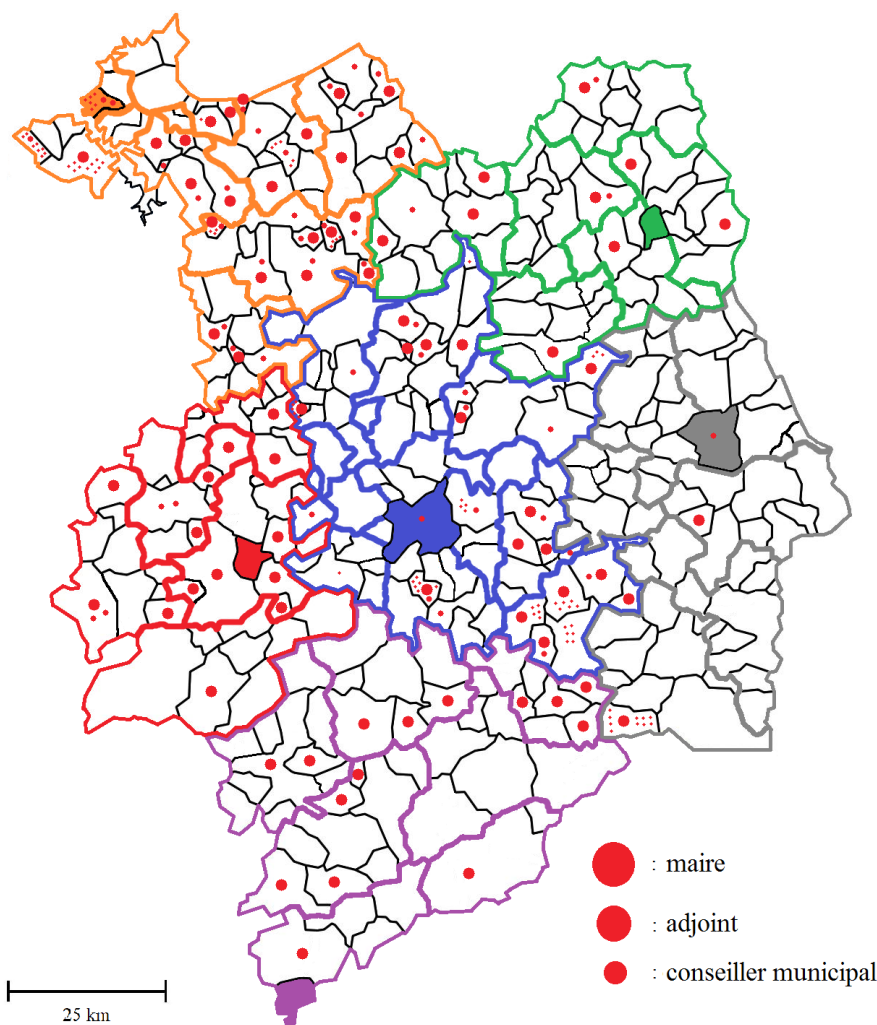 : maire
: adjoint
: conseiller municipal
25 km